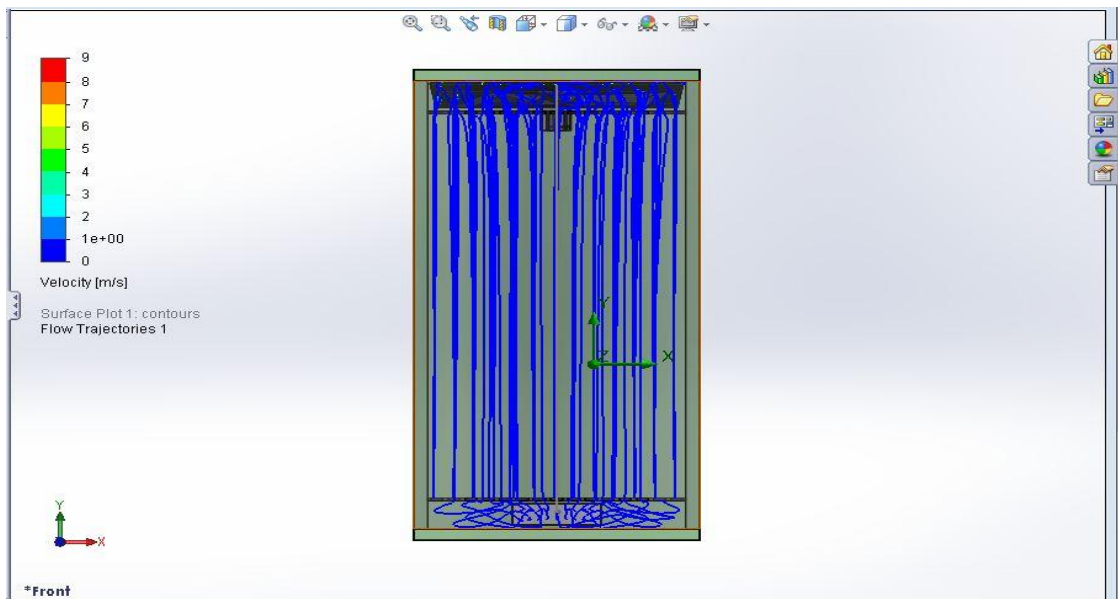 9
8
7
6
5
4
3
2
1e+00
0
Velocity [m/s]
Surface Plot 1: contours
Flow Trajectories 1
Y
Z
X
Y
X
*Front